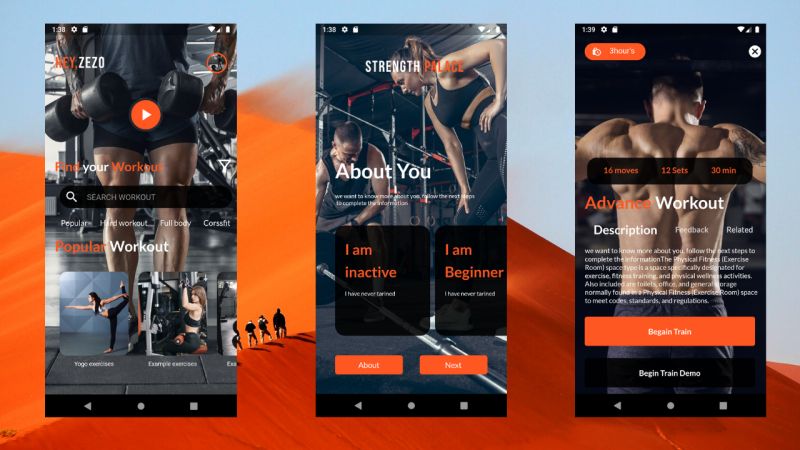 1:38
HEY,ZEZO
Find your Workout
SEARCH WORKOUT
Popular Hard workout Full body Corssfit
Popular Workout
Yogo exercises Example exercises Exa
1:38
STRENGTH PALACE
About You
we want to know more about you, follow the next steps
to complete the information
I am
inactive
I have never tarined
I am
Beginner
I have never tarined
About Next
1:39
3hour's
16 moves 12 Sets 30 min
Advance Workout
Description Feedback Related
we want to know more about you, follow the next steps to
complete the informationThe Physical Fitness (Exercise
Room) space type is a space specifically designated for
exercise, fitness training, and physical wellness activities.
Also included are toilets, office, and general storage
normally found in a Physical Fitness (Exercise Room) space
to meet codes, standards, and regulations.
Begain Train
Begin Train Demo